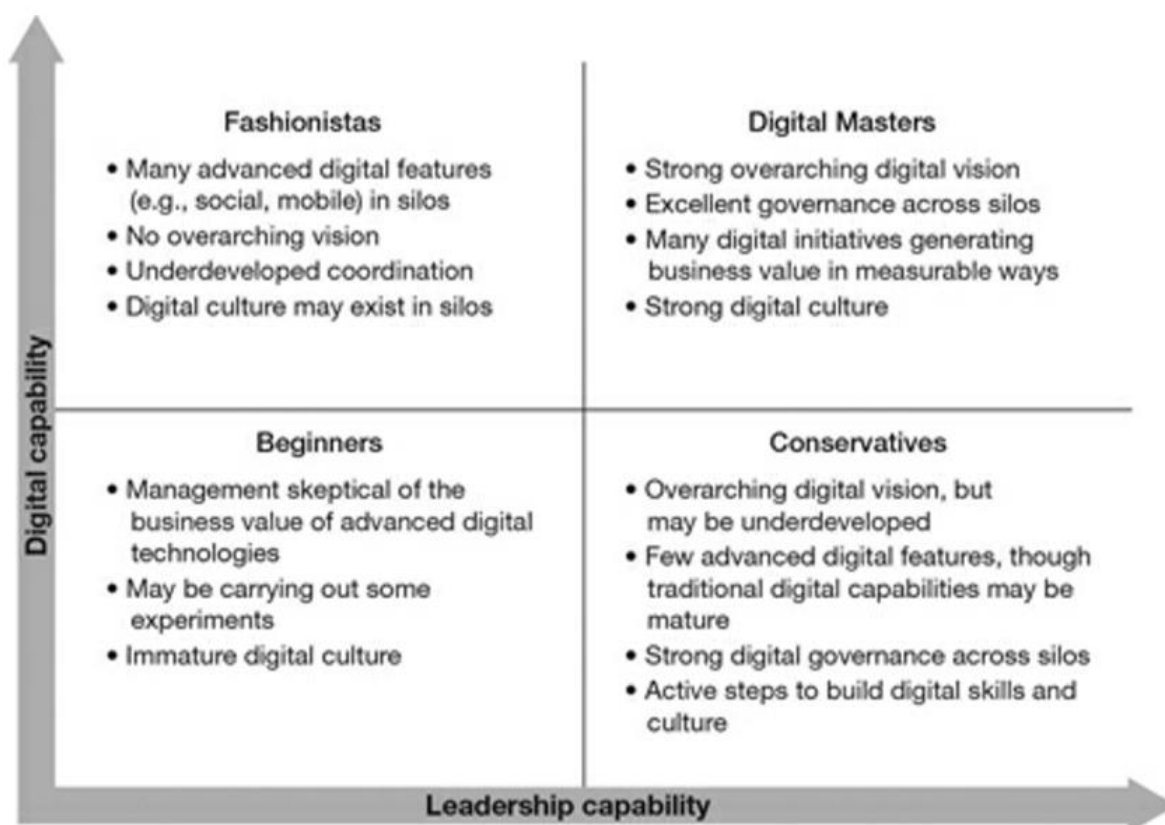 Fashionistas
• Many advanced digital features
(e.g., social, mobile) in silos
• No overarching vision
• Underdeveloped coordination
• Digital culture may exist in silos
Digital Masters
• Strong overarching digital vision
• Excellent governance across silos
• Many digital initiatives generating
business value in measurable ways
• Strong digital culture
Digital capability
Beginners
• Management skeptical of the
business value of advanced digital
technologies
• May be carrying out some
experiments
• Immature digital culture
Conservatives
• Overarching digital vision, but
may be underdeveloped
• Few advanced digital features, though
traditional digital capabilities may be
mature
• Strong digital governance across silos
• Active steps to build digital skills and
culture
Leadership capability